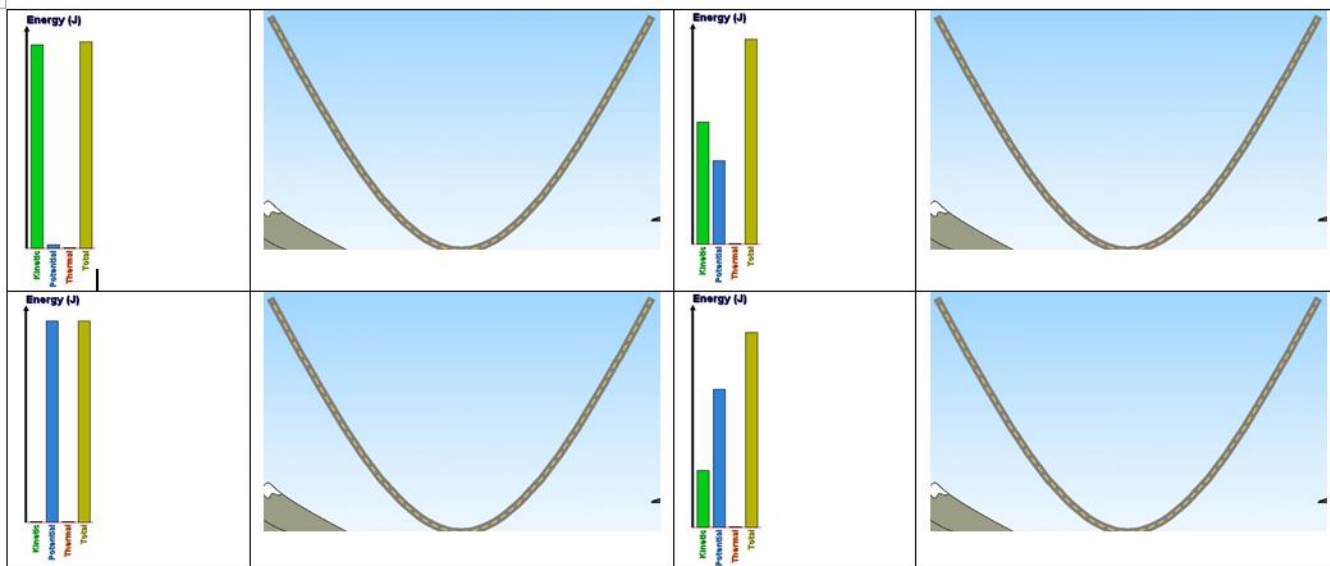 Energy (J)
Kinetic
Potential
Thermal
Total
Energy (J)
Kinetic
Potential
Thermal
Total
Energy (J)
Kinetic
Potential
Thermal
Total
Energy (J)
Kinetic
Potential
Thermal
Total